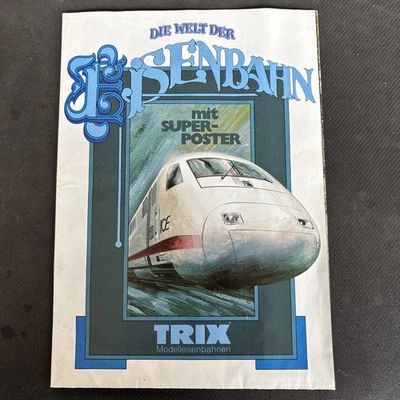 DIE WELT DER
EISENBAHN
mit
SUPER-
POSTER
ICE
TRIX
Modelleisenbahnen